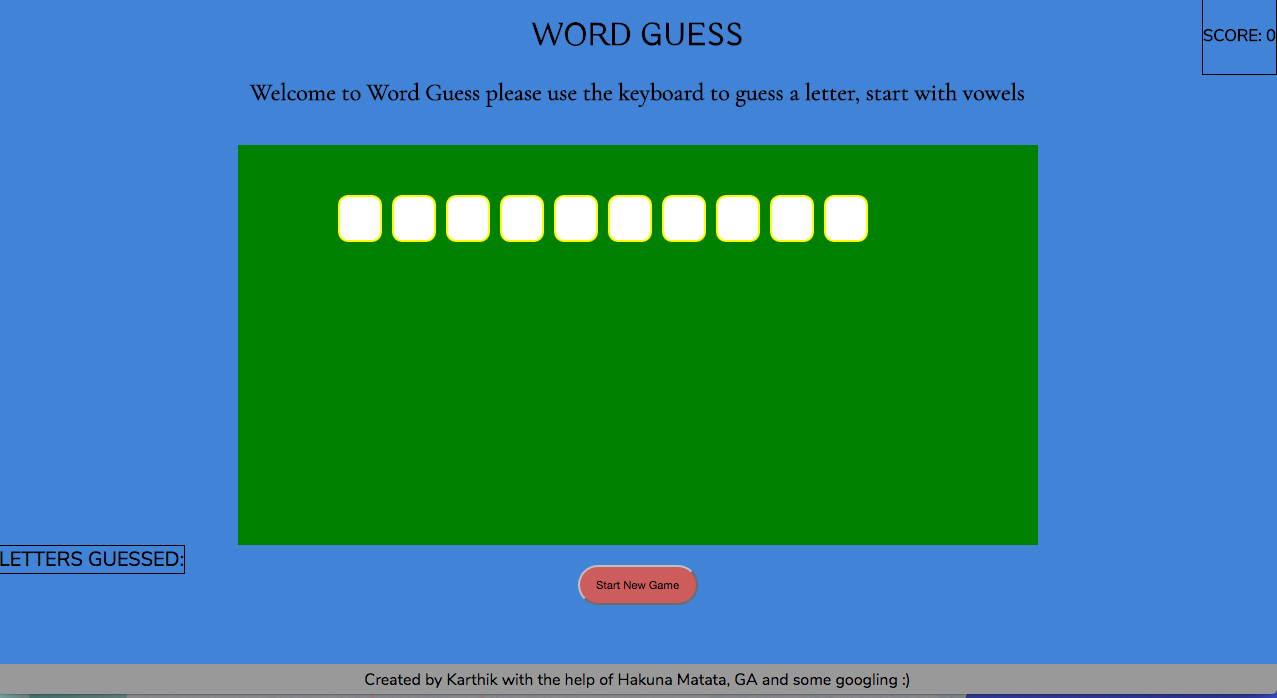 WORD GUESS
SCORE: 0
Welcome to Word Guess please use the keyboard to guess a letter, start with vowels
LETTERS GUESSED:
Start New Game
Created by Karthik with the help of Hakuna Matata, GA and some googling :)